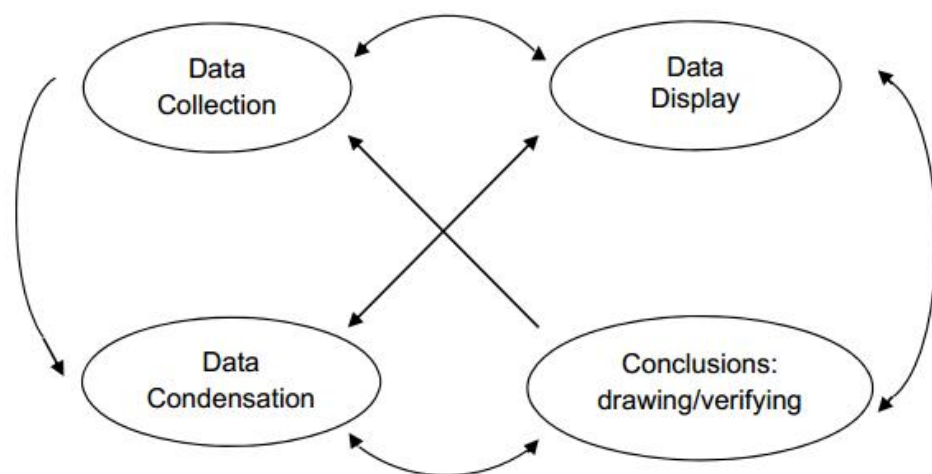 Data
Collection
Data
Display
Data
Condensation
Conclusions:
drawing/verifying